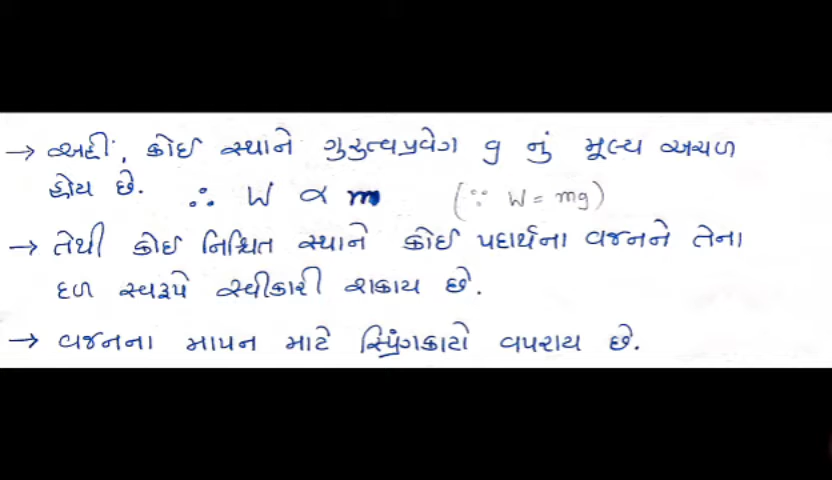 → અહીં, કોઈ સ્થાને ગુરુત્વપ્રવેગ g નું મૂલ્ય અચળ
હોય છે. ∴ W ∝ m (∵ W = mg)
→ તેથી કોઈ નિશ્ચિત સ્થાને કોઈ પદાર્થના વજનને તેના
દળ સ્વરૂપે સ્વીકારી શકાય છે.
→ વજનના માપન માટે સ્પ્રિંગકાટો વપરાય છે.